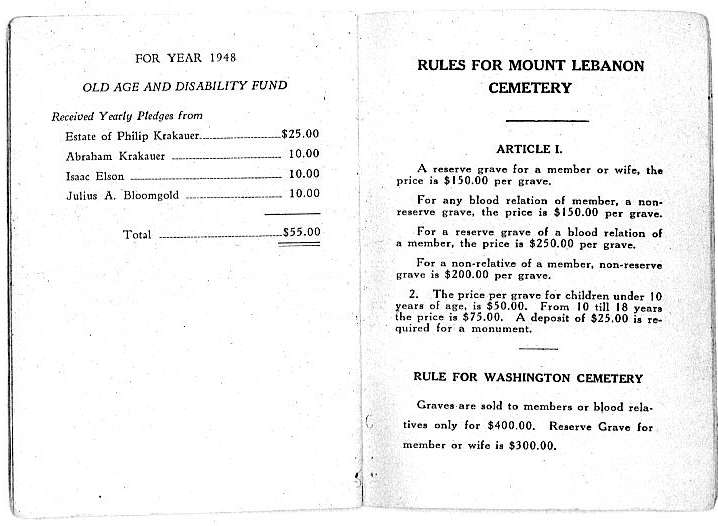 FOR YEAR 1948
OLD AGE AND DISABILITY FUND
Received Yearly Pledges from
Estate of Philip Krakauer $25.00
Abraham Krakauer 10.00
Isaac Elson 10.00
Julius A. Bloomgold 10.00
Total $55.00
RULES FOR MOUNT LEBANON
CEMETERY
ARTICLE I.
A reserve grave for a member or wife, the
price is $150.00 per grave.
For any blood relation of member, a non-
reserve grave, the price is $150.00 per grave.
For a reserve grave of a blood relation of
a member, the price is $250.00 per grave.
For a non-relative of a member, non-reserve
grave is $200.00 per grave.
2. The price per grave for children under 10
years of age, is $50.00. From 10 till 18 years
the price is $75.00. A deposit of $25.00 is re-
quired for a monument.
RULE FOR WASHINGTON CEMETERY
Graves are sold to members or blood rela-
tives only for $400.00. Reserve Grave for
member or wife is $300.00.